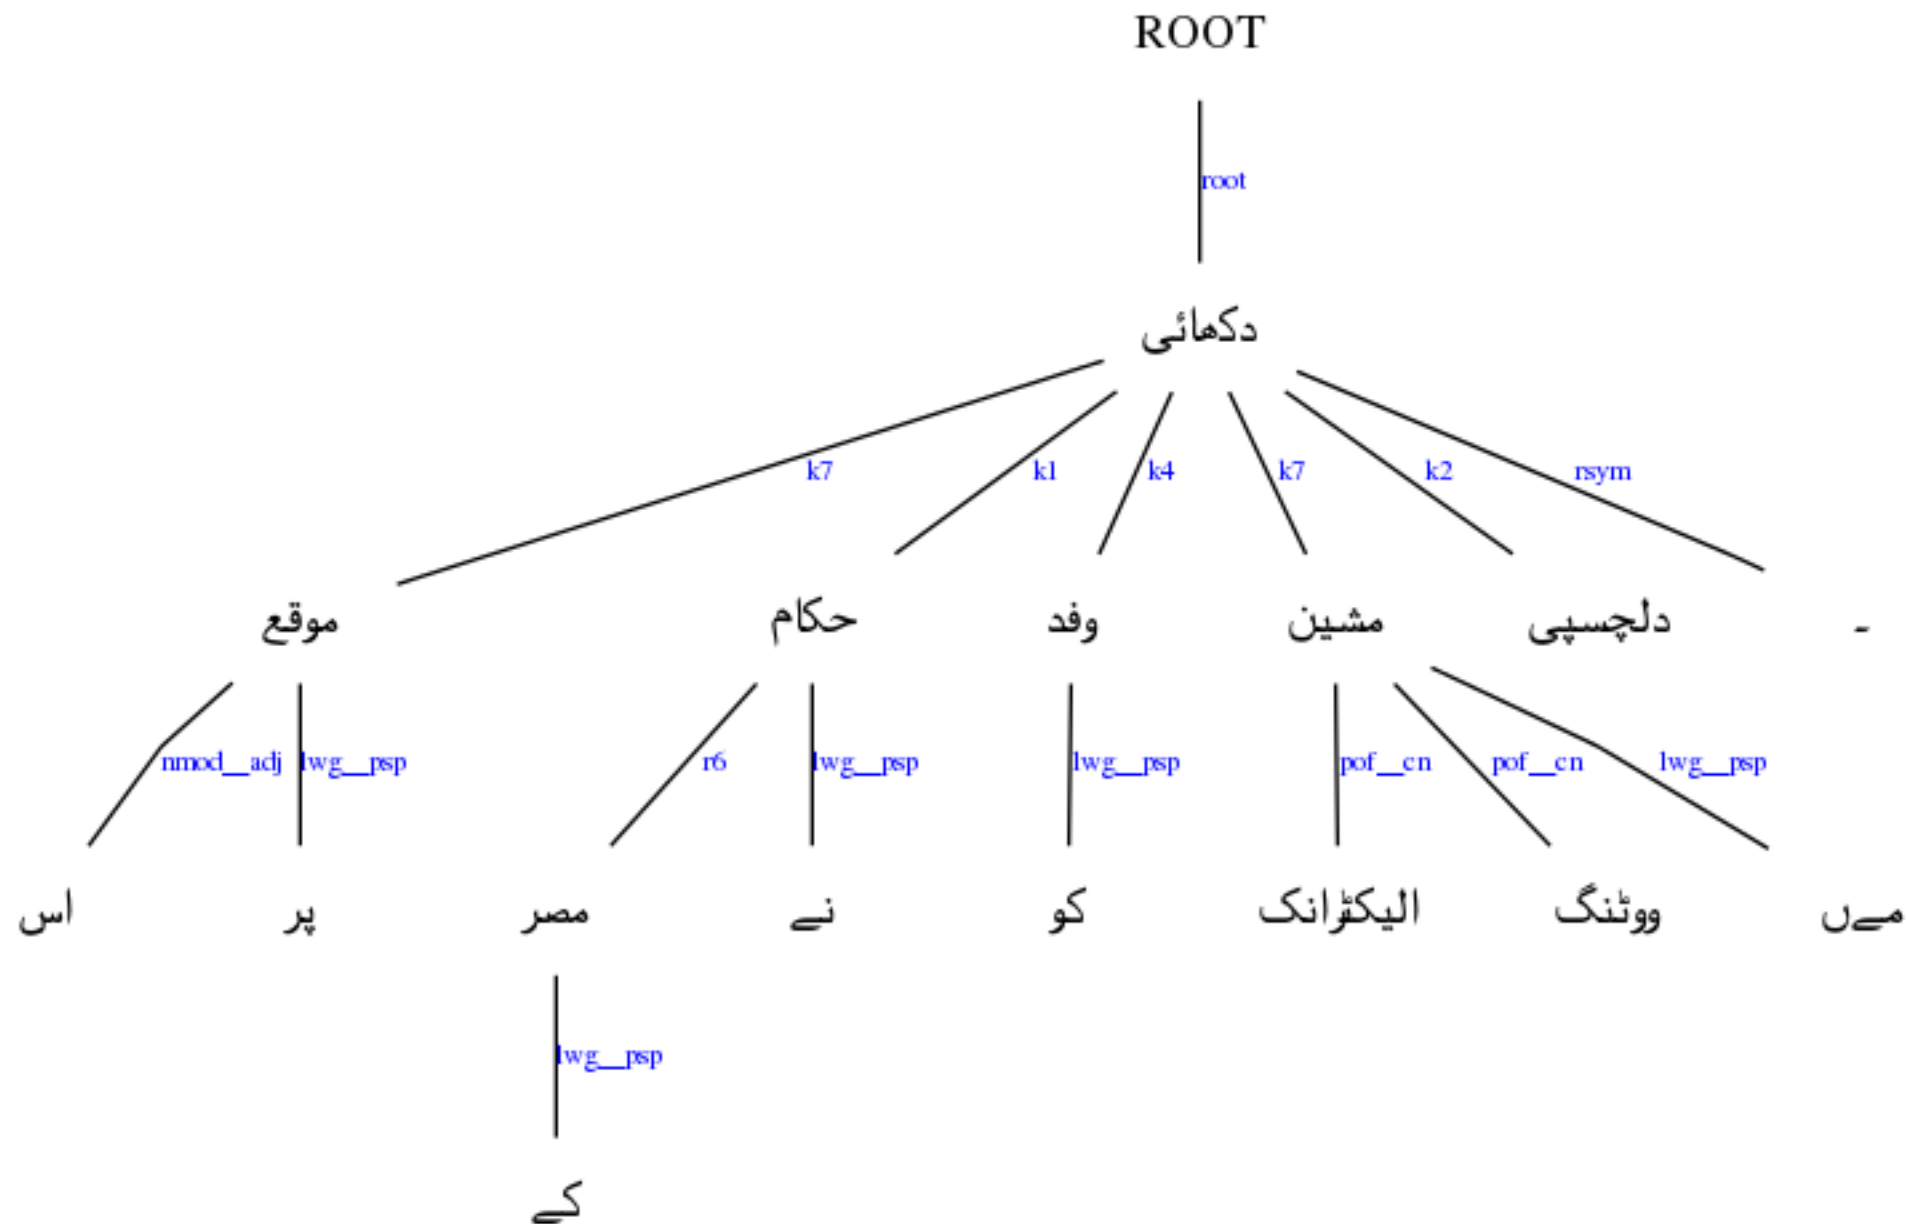 ROOT
root
دکھائی
k7 k1 k4 k7 k2 rsym
موقع حکام وفد مشین دلچسپی ۔
nmod__adj lwg__psp r6 lwg__psp lwg__psp pof__cn pof__cn lwg__psp
اس پر مصر نے کو الیکٹرانک ووٹنگ مےں
lwg__psp
کے